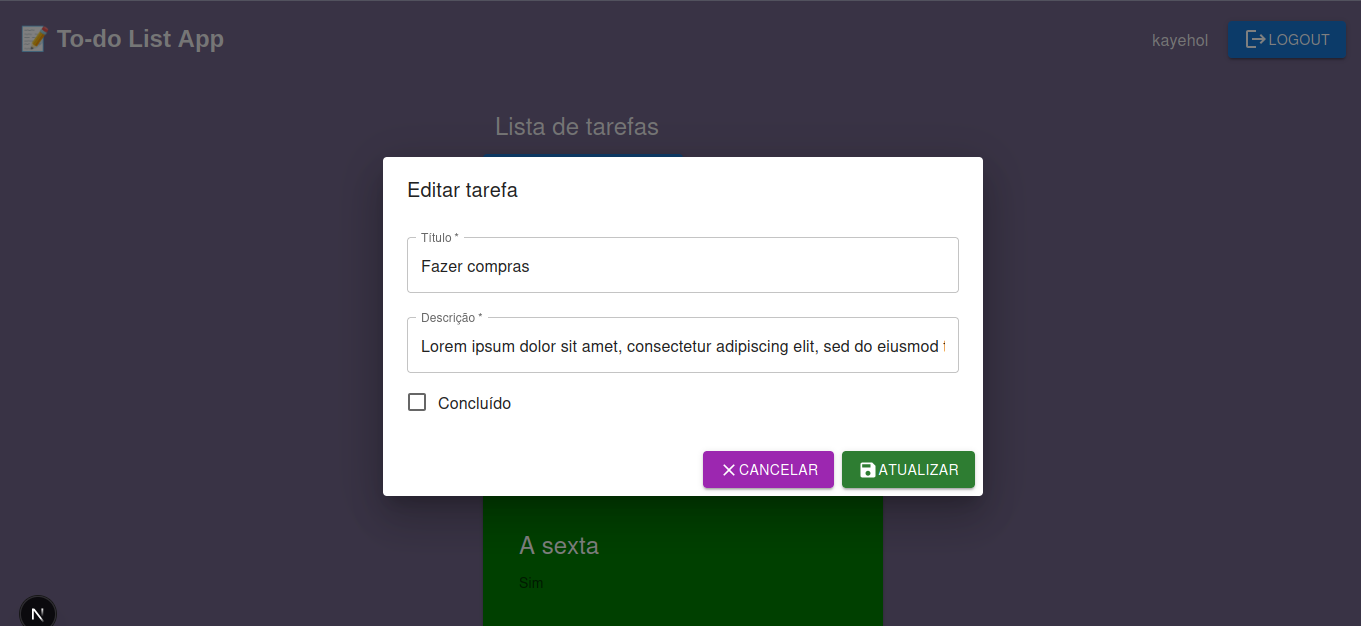 📝 To-do List App
kayehol
LOGOUT
Lista de tarefas
Editar tarefa
Título *
Fazer compras
Descrição *
Lorem ipsum dolor sit amet, consectetur adipiscing elit, sed do eiusmod
Concluído
CANCELAR
ATUALIZAR
A sexta
Sim
N